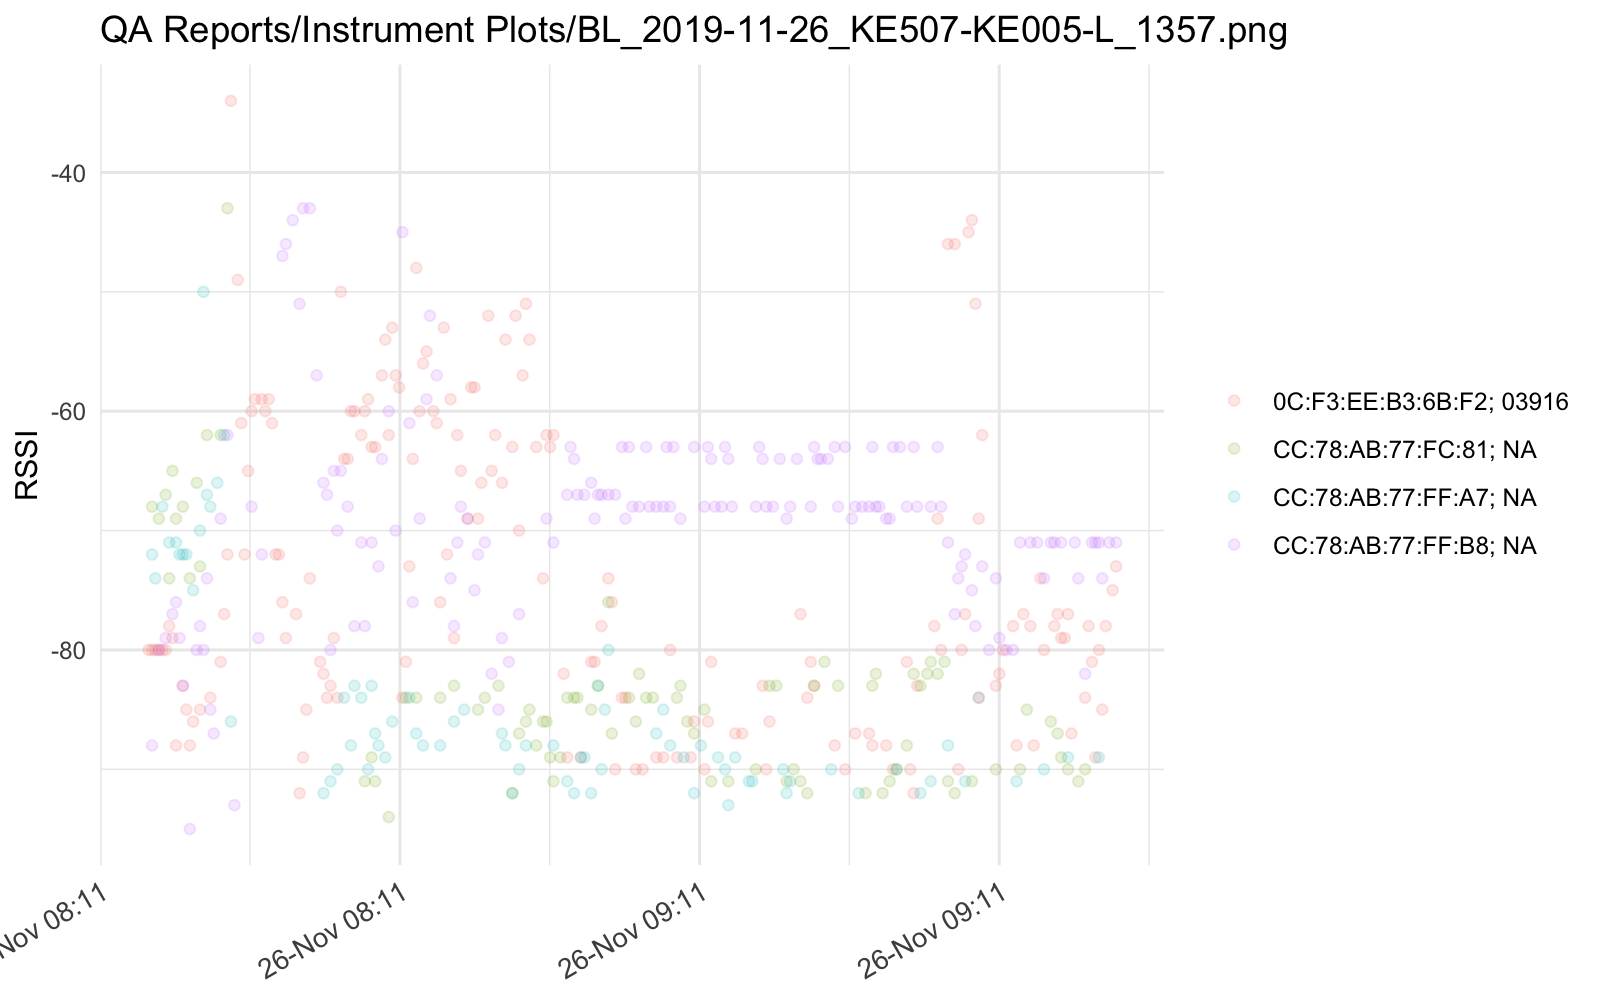 QA Reports/Instrument Plots/BL_2019-11-26_KE507-KE005-L_1357.png
-40
-60
-80
RSSI
Nov 08:11
26-Nov 08:11
26-Nov 09:11
26-Nov 09:11
0C:F3:EE:B3:6B:F2; 03916
CC:78:AB:77:FC:81; NA
CC:78:AB:77:FF:A7; NA
CC:78:AB:77:FF:B8; NA